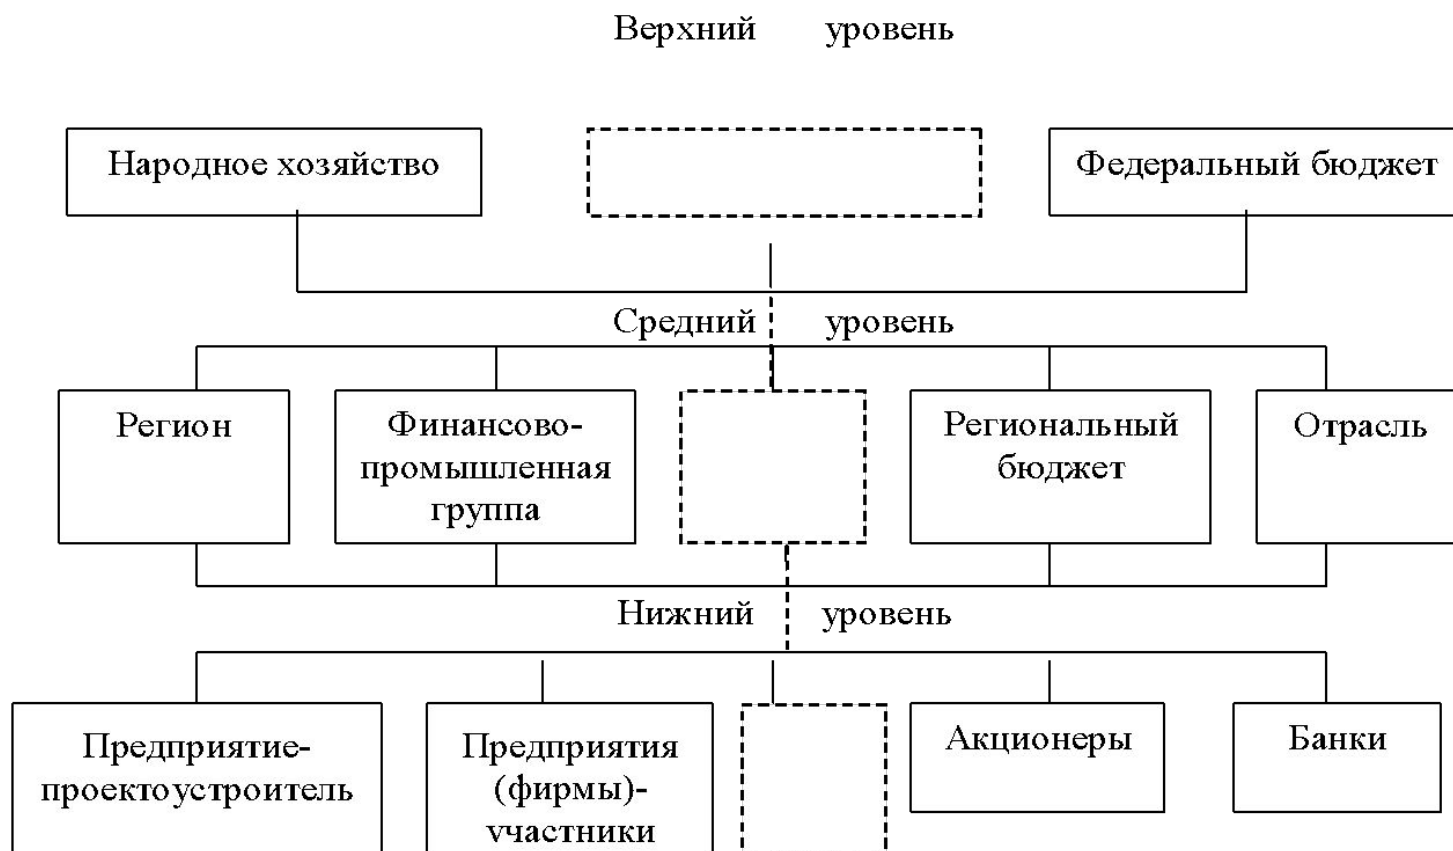 Верхний уровень
Народное хозяйство
Федеральный бюджет
Средний уровень
Регион
Финансово-
промышленная
группа
Региональный
бюджет
Отрасль
Нижний уровень
Предприятие-
проектоустроитель
Предприятия
(фирмы)-
участники
Акционеры
Банки